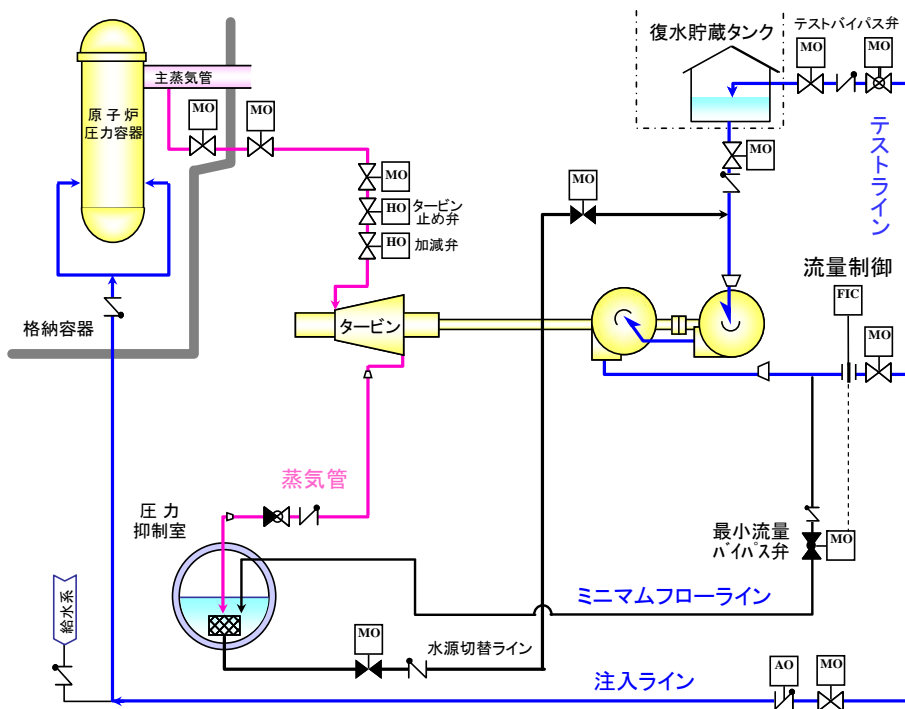 復水貯蔵タンク
テストバイパス弁
MO
MO
主蒸気管
原子炉
圧力容器
MO
MO
MO
MO
MO
HO
タービン
止め弁
HO
加減弁
テストライン
流量制御
FIC
格納容器
タービン
MO
蒸気管
圧力
抑制室
最小流量
バイパス弁
MO
給水系
ミニマムフローライン
MO
水源切替ライン
注入ライン
AO
MO